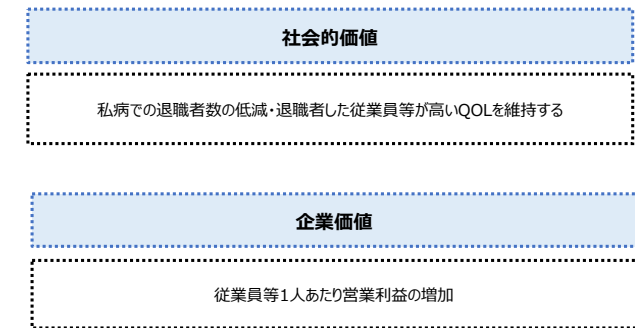 社会的価値
私病での退職者数の低減・退職者した従業員等が高いQOLを維持する
企業価値
従業員等1人あたり営業利益の増加